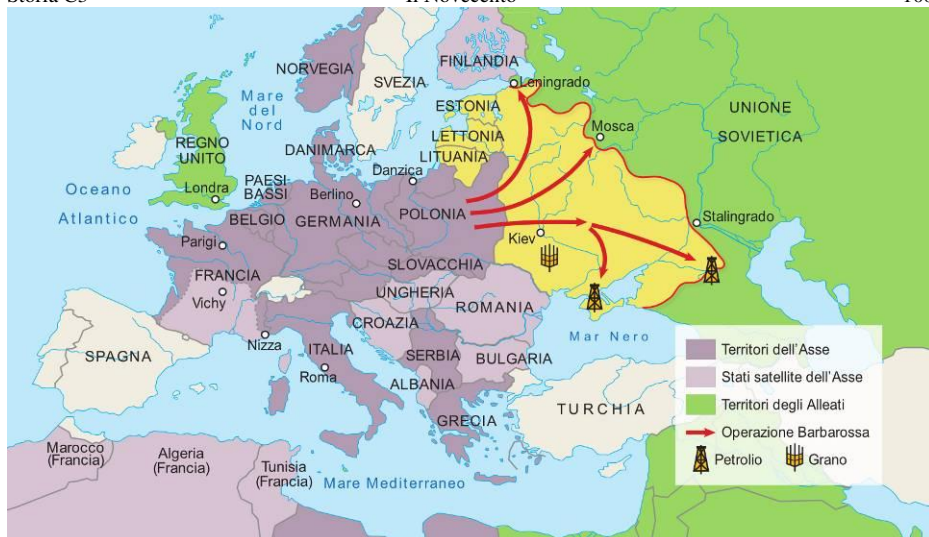 Storia C3
Il Novecento
NORVEGIA
SVEZIA
FINLANDIA
Leningrado
Mare
del
Nord
ESTONIA
LETTONIA
LITUANIA
Mosca
UNIONE
SOVIETICA
REGNO
UNITO
DANIMARCA
Londra
PAESI
BASSI
Danzica
Berlino
Oceano
Atlantico
BELGIO
GERMANIA
POLONIA
Stalingrado
Parigi
Kiev
SLOVACCHIA
FRANCIA
Vichy
UNGHERIA
ROMANIA
CROAZIA
Nizza
Mar Nero
SPAGNA
ITALIA
SERBIA
BULGARIA
Roma
ALBANIA
GRECIA
TURCHIA
Marocco
(Francia)
Algeria
(Francia)
Tunisia
(Francia)
Mare Mediterraneo
Territori dell'Asse
Stati satellite dell'Asse
Territori degli Alleati
Operazione Barbarossa
Petrolio
Grano